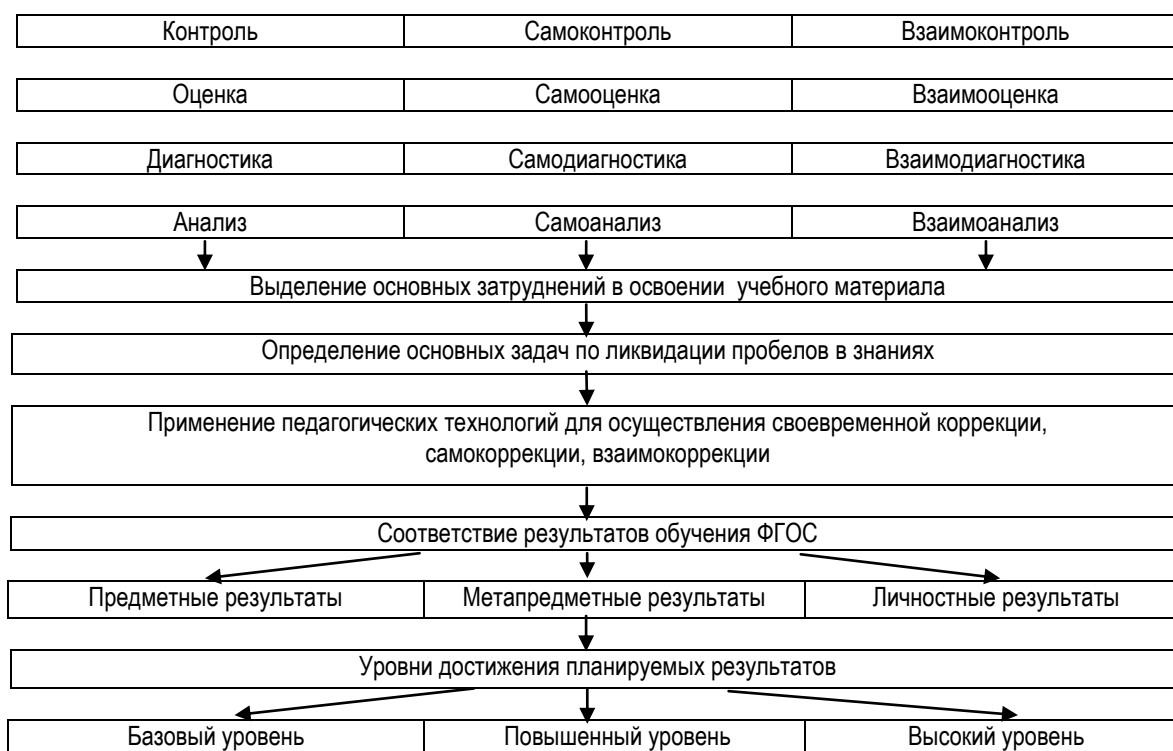 Контроль Самоконтроль Взаимоконтроль
Оценка Самооценка Взаимооценка
Диагностика Самодиагностика Взаимодиагностика
Анализ Самоанализ Взаимоанализ
Выделение основных затруднений в освоении учебного материала
Определение основных задач по ликвидации пробелов в знаниях
Применение педагогических технологий для осуществления своевременной коррекции,
самокоррекции, взаимокоррекции
Соответствие результатов обучения ФГОС
Предметные результаты Метапредметные результаты Личностные результаты
Уровни достижения планируемых результатов
Базовый уровень Повышенный уровень Высокий уровень